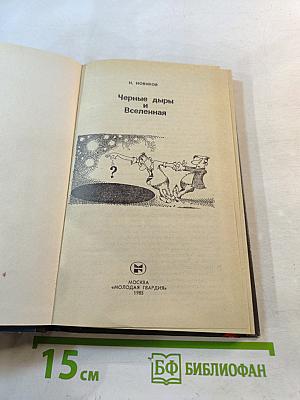 И. НОВИКОВ
Черные дыры
и
Вселенная
?
МОСКВА
«МОЛОДАЯ ГВАРДИЯ»
1985
15 см
БФ БИБЛИОФАН